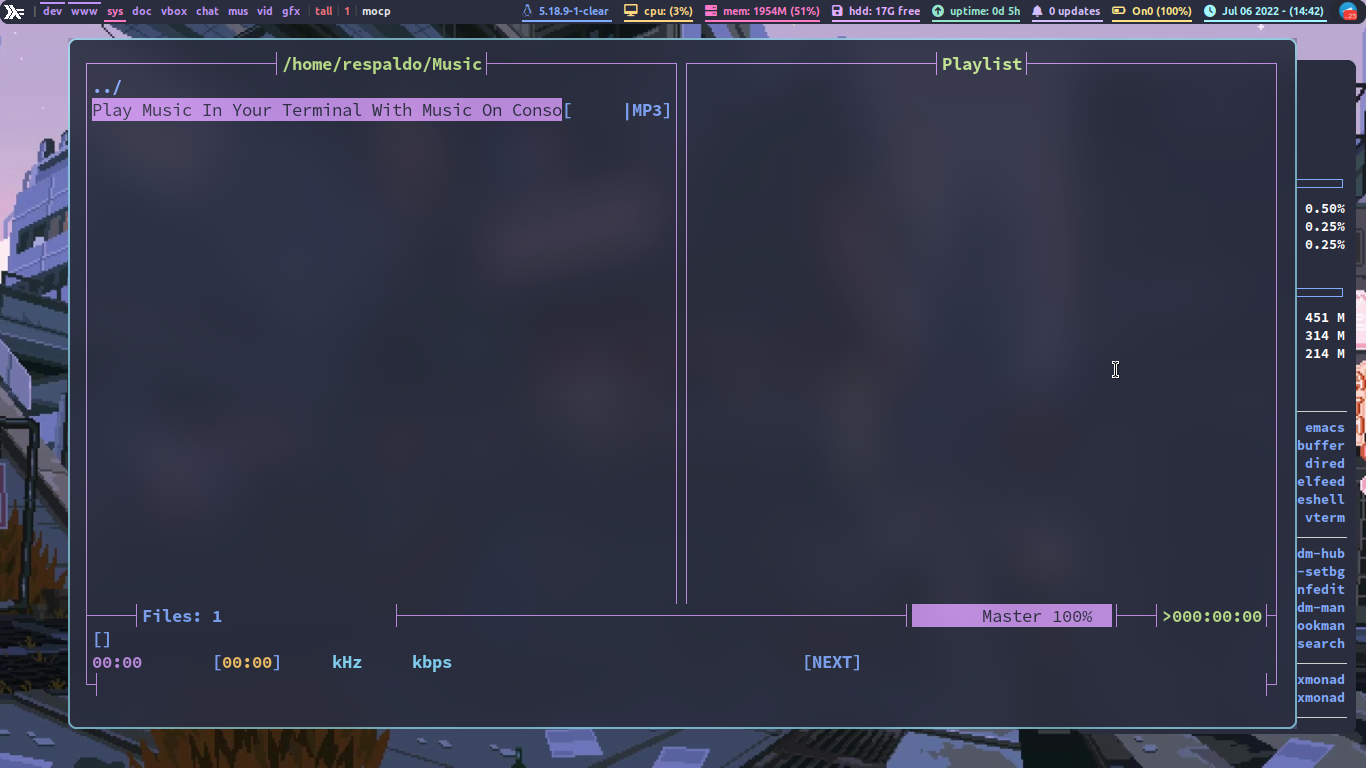 dev www sys doc vbox chat mus vid gfx | tall | 1 | mocp 5.18.9-1-clear cpu: (3%) mem: 1954M (51%) hdd: 17G free uptime: 0d 5h 0 updates On0 (100%) Jul 06 2022 - (14:42)
/home/respaldo/Music
Playlist
../
Play Music In Your Terminal With Music On Conso[ |MP3]
Files: 1
Master 100%
>000:00:00
[]
00:00 [00:00] kHz kbps [NEXT]
0.50%
0.25%
0.25%
451 M
314 M
214 M
emacs
buffer
dired
elfeed
eshell
vterm
dm-hub
-setbg
nfedit
dm-man
ookman
search
xmonad
xmonad